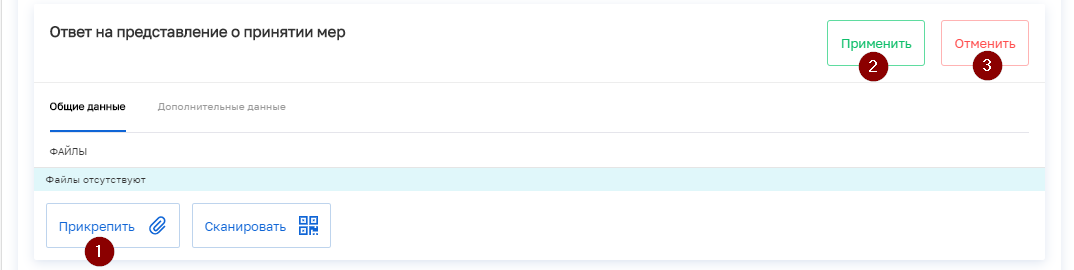 Ответ на представление о принятии мер
Применить
Отменить
2
3
Общие данные
Дополнительные данные
ФАЙЛЫ
Файлы отсутствуют
Прикрепить
Сканировать
1